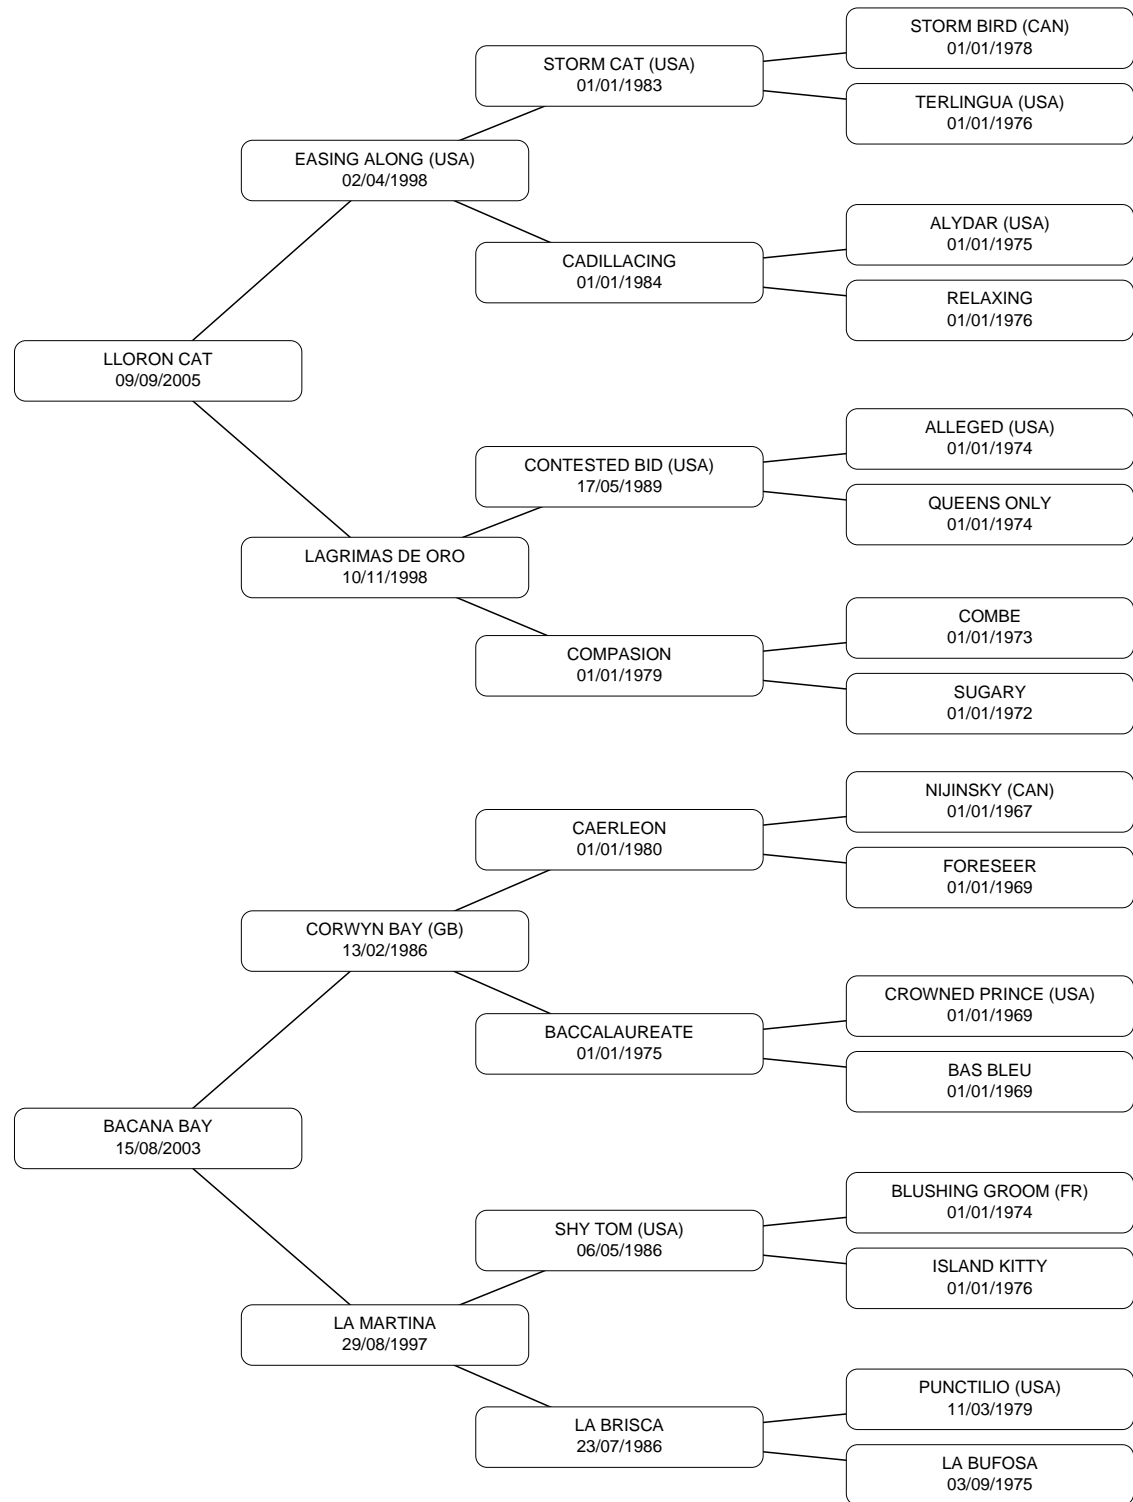 STORM BIRD (CAN)
01/01/1978
STORM CAT (USA)
01/01/1983
TERLINGUA (USA)
01/01/1976
EASING ALONG (USA)
02/04/1998
ALYDAR (USA)
01/01/1975
CADILLACING
01/01/1984
RELAXING
01/01/1976
LLORON CAT
09/09/2005
ALLEGED (USA)
01/01/1974
CONTESTED BID (USA)
17/05/1989
QUEENS ONLY
01/01/1974
LAGRIMAS DE ORO
10/11/1998
COMBE
01/01/1973
COMPASION
01/01/1979
SUGARY
01/01/1972
NIJINSKY (CAN)
01/01/1967
CAERLEON
01/01/1980
FORESEER
01/01/1969
CORWYN BAY (GB)
13/02/1986
CROWNED PRINCE (USA)
01/01/1969
BACCALAUREATE
01/01/1975
BAS BLEU
01/01/1969
BACANA BAY
15/08/2003
BLUSHING GROOM (FR)
01/01/1974
SHY TOM (USA)
06/05/1986
ISLAND KITTY
01/01/1976
LA MARTINA
29/08/1997
PUNCTILIO (USA)
11/03/1979
LA BRISCA
23/07/1986
LA BUFOSA
03/09/1975